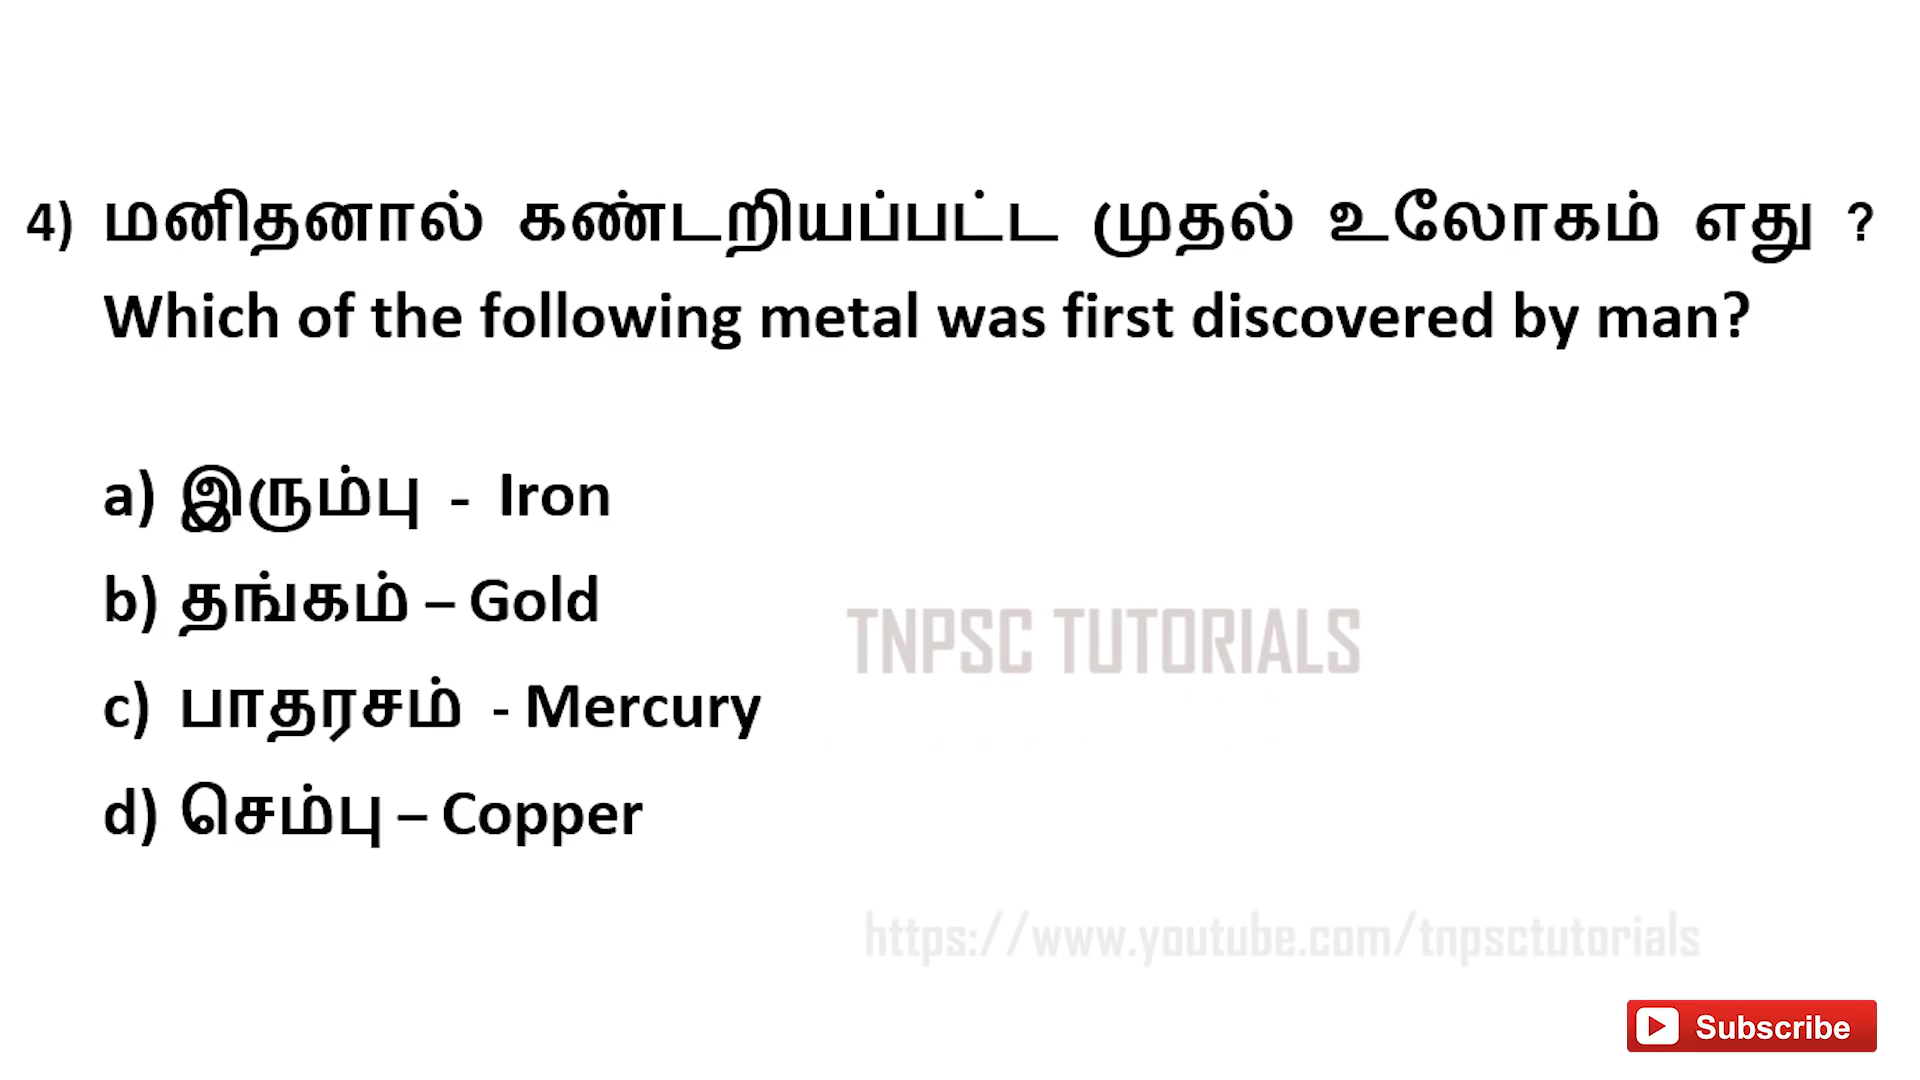 4) மனிதனால் கண்டறியப்பட்ட முதல் உலோகம் எது ?
Which of the following metal was first discovered by man?
a) இரும்பு - Iron
b) தங்கம் – Gold
c) பாதரசம் - Mercury
d) செம்பு – Copper
TNPSC TUTORIALS
https://www.youtube.com/tnpsctutorials
Subscribe